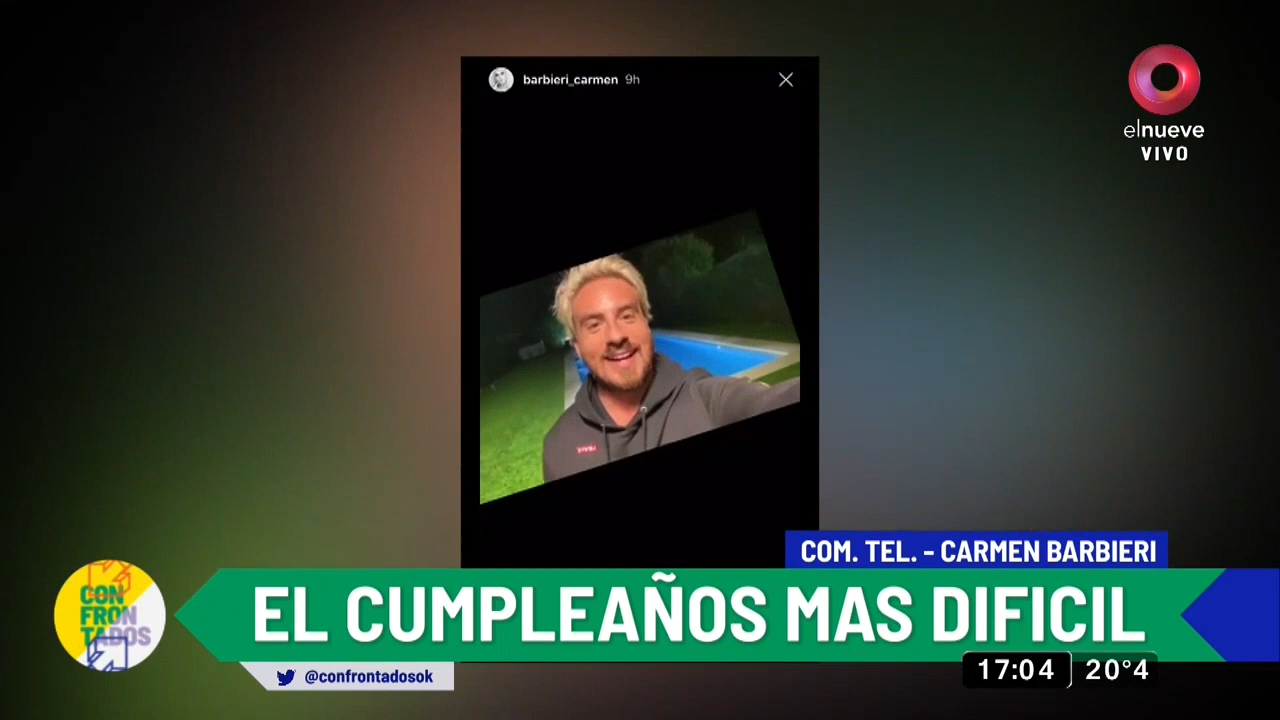 barbieri_carmen 9h
elnueve
VIVO
COM. TEL. - CARMEN BARBIERI
CON
FRON
TADOS
EL CUMPLEAÑOS MAS DIFICIL
@confrontadosok
17:04 20°4